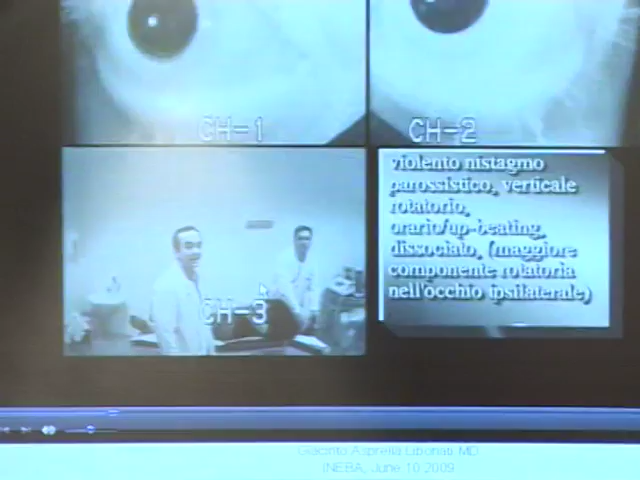 CH-1
CH-2
violento nistagmo
parossistico, verticale
rotatorio,
orario/up-beating,
dissociato, (maggiore
componente rotatoria
nell'occhio ipsilaterale)
CH-3
Giacinto Asprella Libonati MD
INEBA, June 10 2009